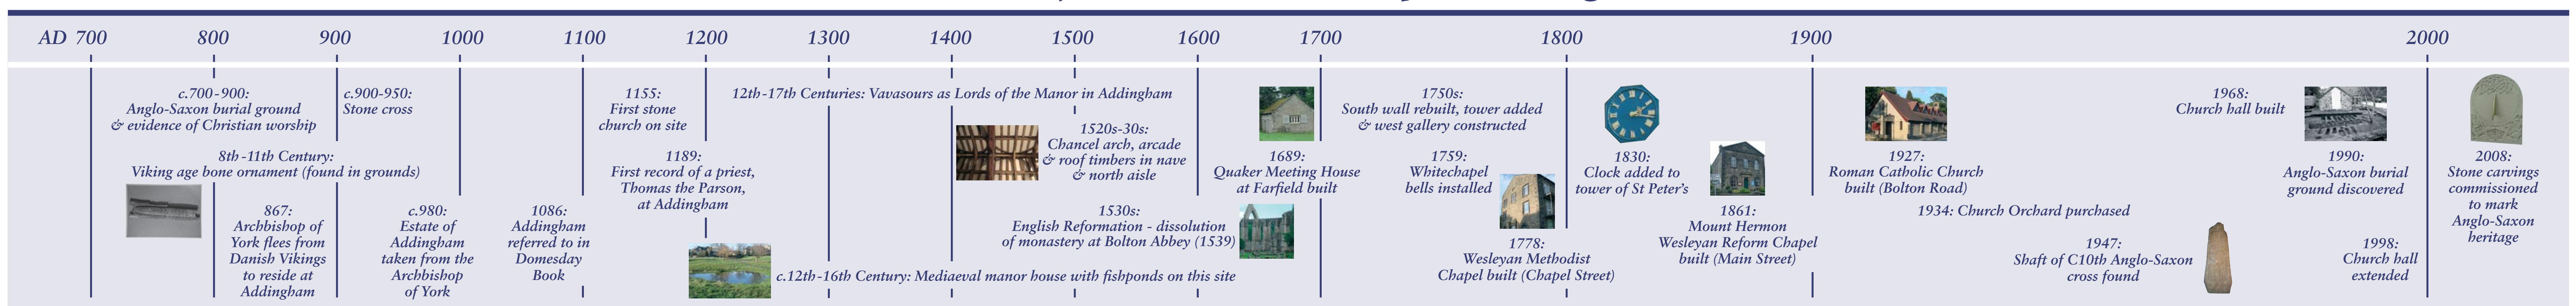 AD 700 800 900 1000 1100 1200 1300 1400 1500 1600 1700 1800 1900 2000
c.700-900:
Anglo-Saxon burial ground
& evidence of Christian worship
8th-11th Century:
Viking age bone ornament (found in grounds)
867:
Archbishop of
York flees from
Danish Vikings
to reside at
Addingham
c.900-950:
Stone cross
c.980:
Estate of
Addingham
taken from the
Archbishop
of York
1086:
Addingham
referred to in
Domesday
Book
1155:
First stone
church on site
1189:
First record of a priest,
Thomas the Parson,
at Addingham
12th-17th Centuries: Vavasours as Lords of the Manor in Addingham
1520s-30s:
Chancel arch, arcade
& roof timbers in nave
& north aisle
1530s:
English Reformation - dissolution
of monastery at Bolton Abbey (1539)
c.12th-16th Century: Mediaeval manor house with fishponds on this site
1689:
Quaker Meeting House
at Farfield built
1750s:
South wall rebuilt, tower added
& west gallery constructed
1759:
Whitechapel
bells installed
1778:
Wesleyan Methodist
Chapel built (Chapel Street)
1830:
Clock added to
tower of St Peter's
1861:
Mount Hermon
Wesleyan Reform Chapel
built (Main Street)
1927:
Roman Catholic Church
built (Bolton Road)
1934: Church Orchard purchased
1947:
Shaft of C10th Anglo-Saxon
cross found
1968:
Church hall built
1990:
Anglo-Saxon burial
ground discovered
1998:
Church hall
extended
2008:
Stone carvings
commissioned
to mark
Anglo-Saxon
heritage